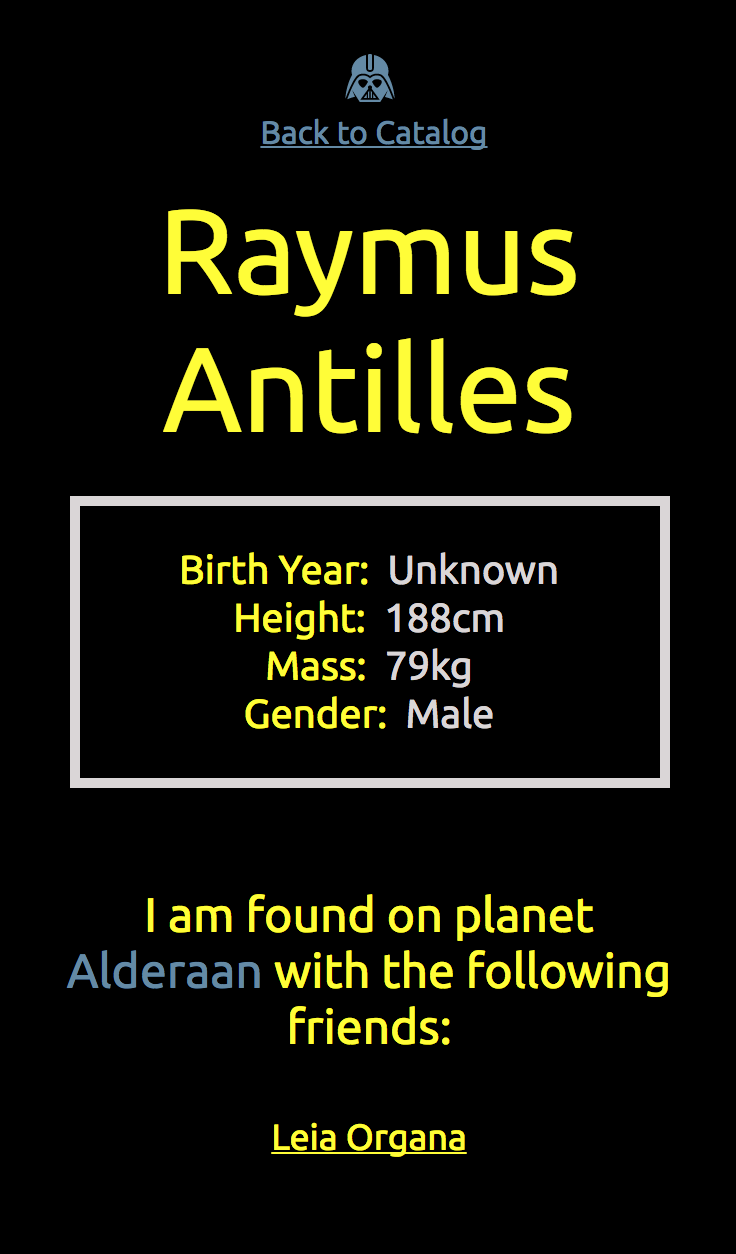 Back to Catalog
Raymus
Antilles
Birth Year: Unknown
Height: 188cm
Mass: 79kg
Gender: Male
I am found on planet
Alderaan with the following
friends:
Leia Organa